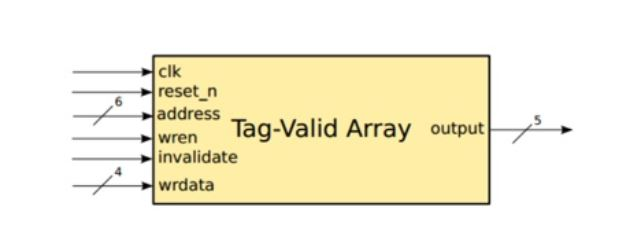 clk
reset_n
6
address
wren
invalidate
4
wrdata
Tag-Valid Array
output
5